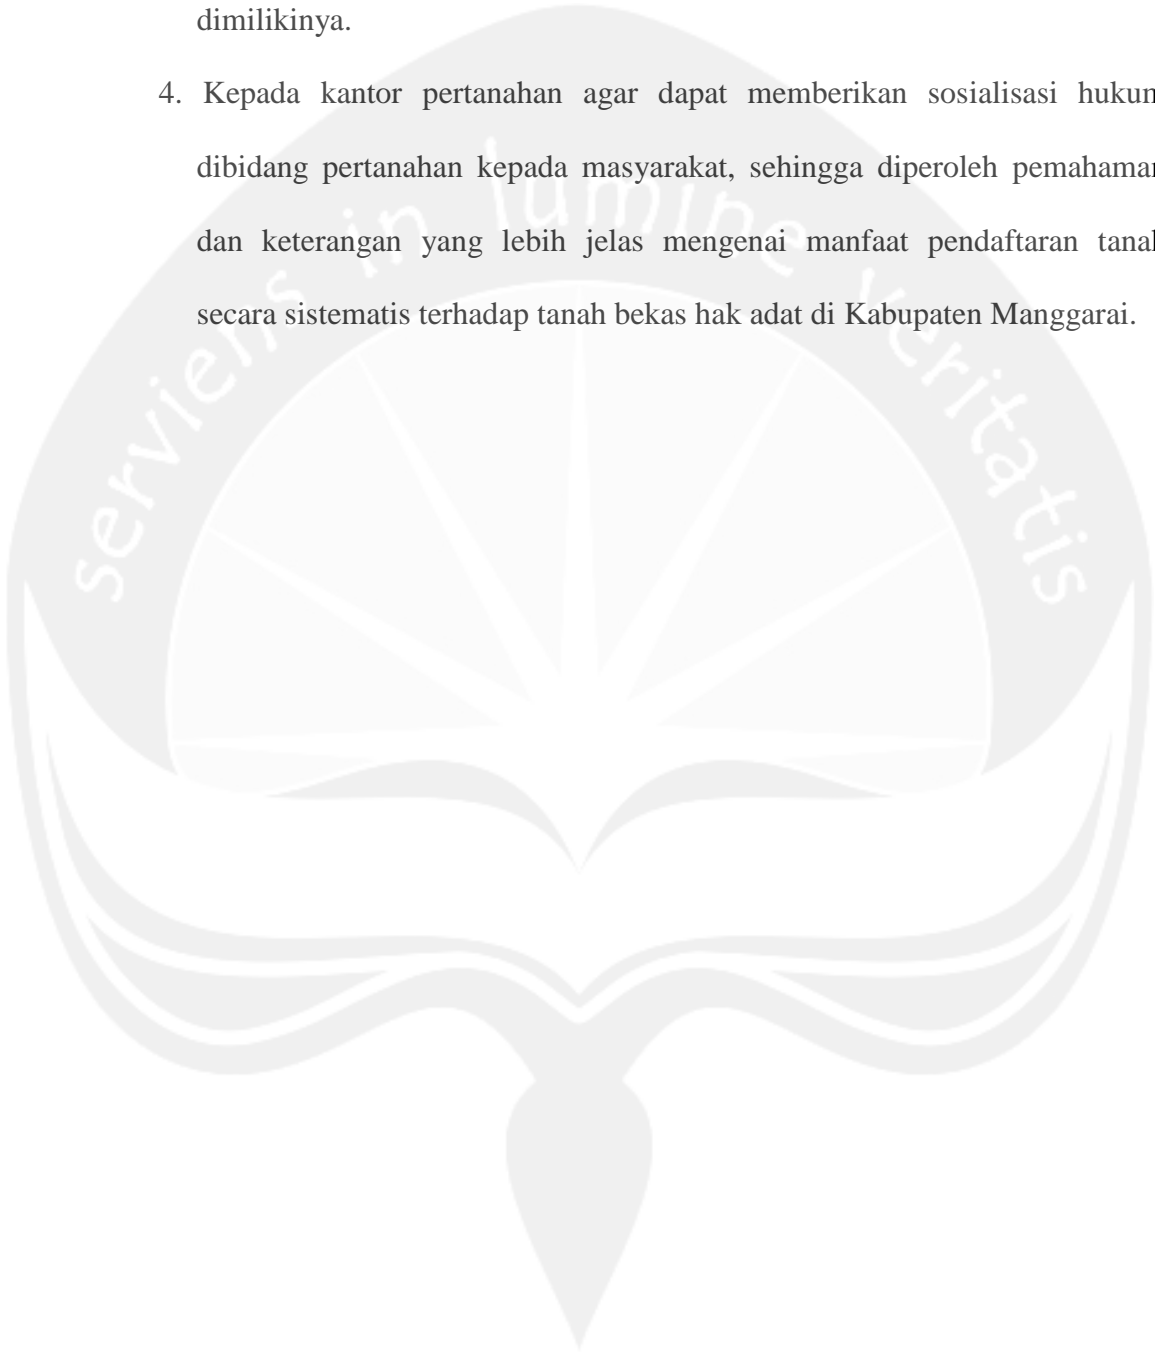 dimilikinya.
4. Kepada kantor pertanahan agar dapat memberikan sosialisasi hukum
dibidang pertanahan kepada masyarakat, sehingga diperoleh pemahaman
dan keterangan yang lebih jelas mengenai manfaat pendaftaran tanah
secara sistematis terhadap tanah bekas hak adat di Kabupaten Manggarai.
serviens in lumine veritatis